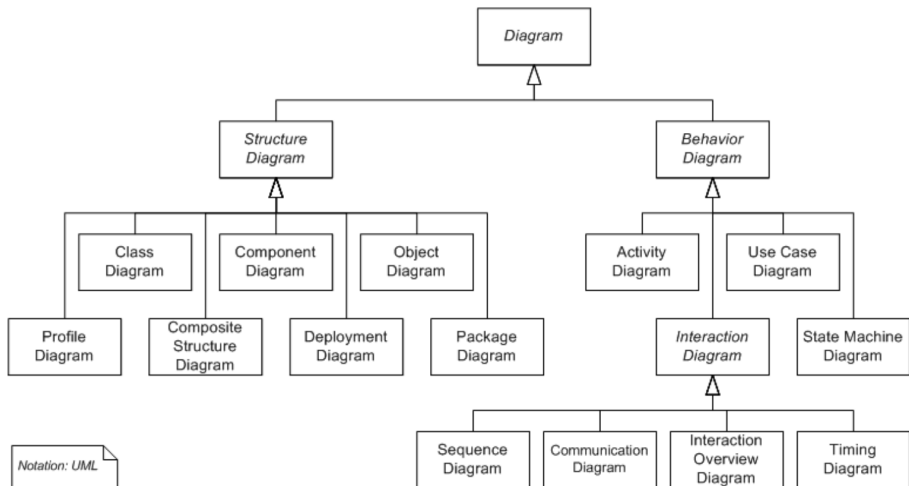 Diagram
Structure
Diagram
Behavior
Diagram
Class
Diagram
Component
Diagram
Object
Diagram
Activity
Diagram
Use Case
Diagram
Profile
Diagram
Composite
Structure
Diagram
Deployment
Diagram
Package
Diagram
Interaction
Diagram
State Machine
Diagram
Sequence
Diagram
Communication
Diagram
Interaction
Overview
Diagram
Timing
Diagram
Notation: UML